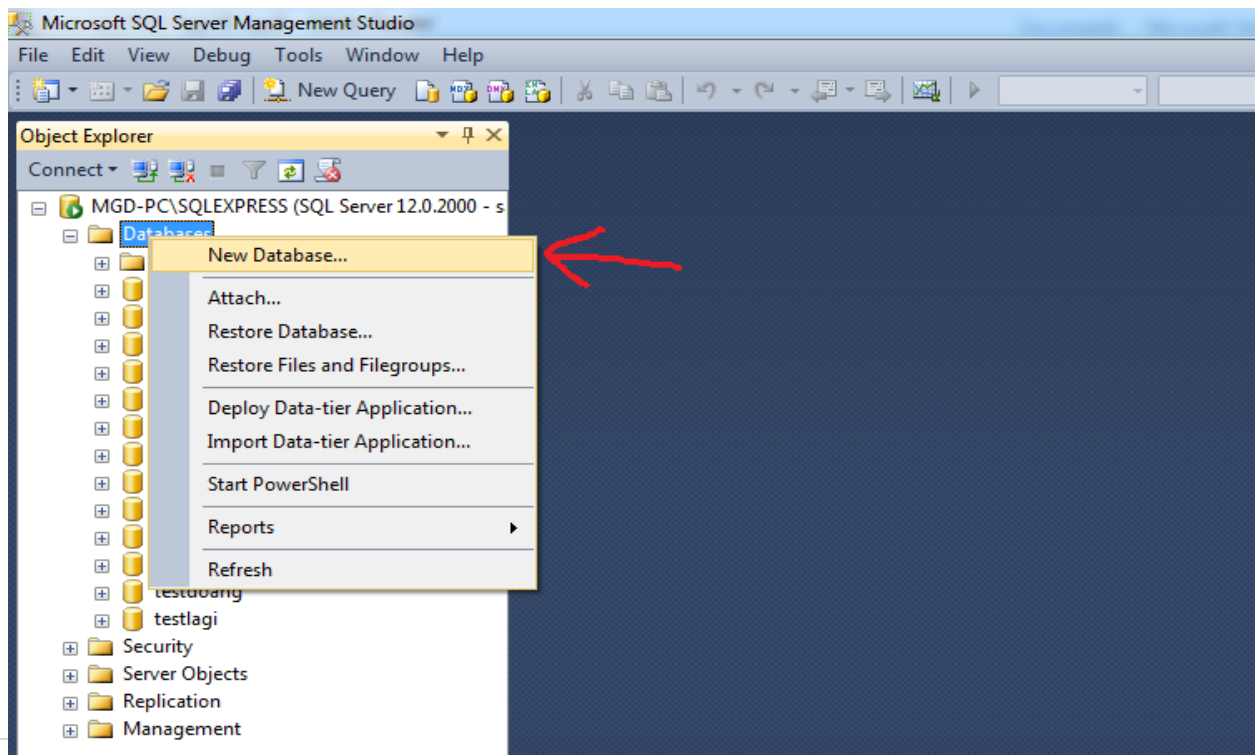 Microsoft SQL Server Management Studio
File Edit View Debug Tools Window Help
New Query
Object Explorer
Connect
MGD-PC\SQLEXPRESS (SQL Server 12.0.2000 - s
Databases
New Database...
Attach...
Restore Database...
Restore Files and Filegroups...
Deploy Data-tier Application...
Import Data-tier Application...
Start PowerShell
Reports
Refresh
testdoang
testlagi
Security
Server Objects
Replication
Management